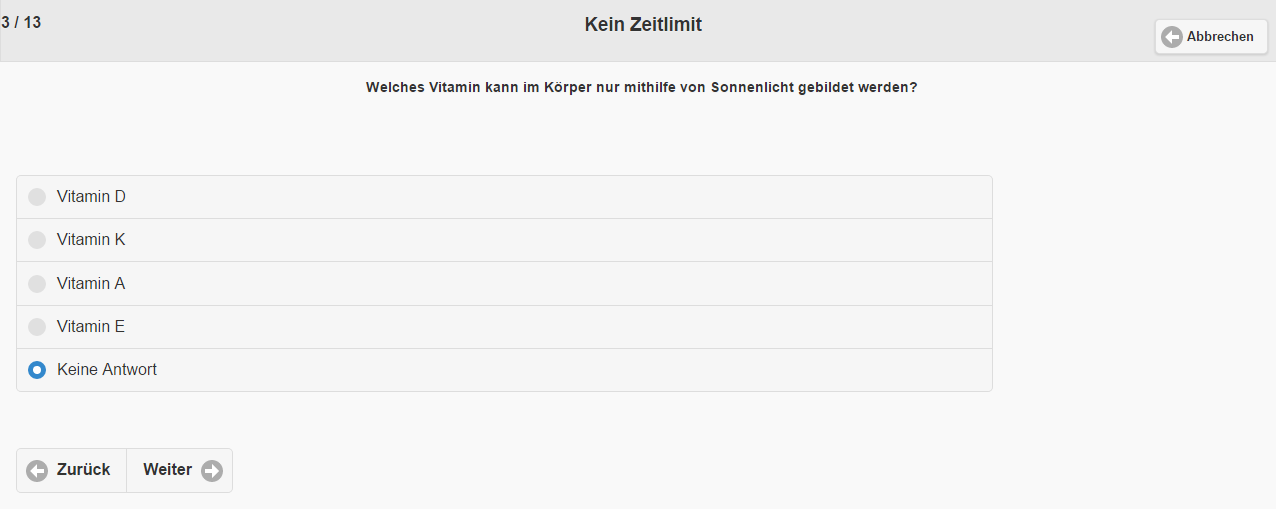 3 / 13
Kein Zeitlimit
Abbrechen
Welches Vitamin kann im Körper nur mithilfe von Sonnenlicht gebildet werden?
Vitamin D
Vitamin K
Vitamin A
Vitamin E
Keine Antwort
Zurück
Weiter